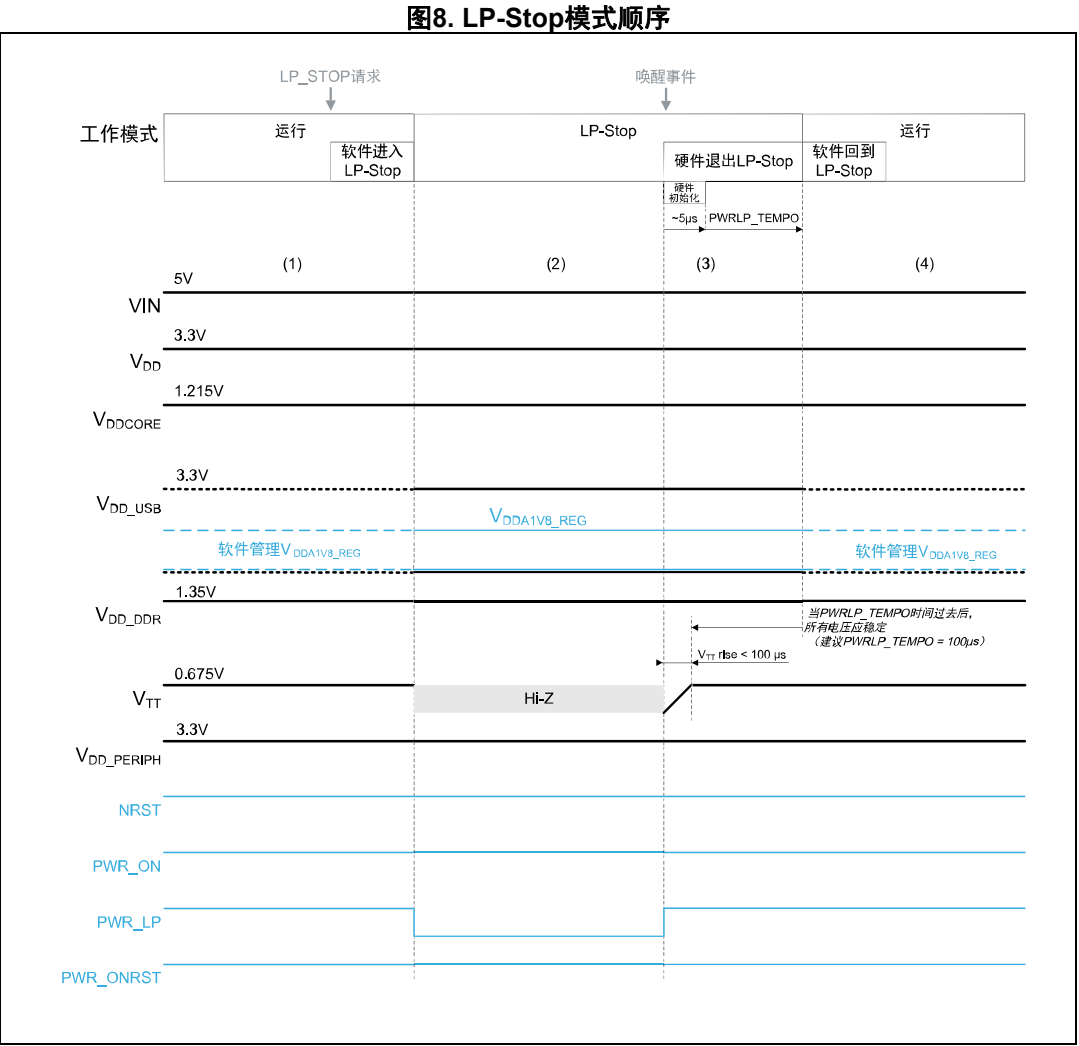 图8. LP-Stop模式顺序
LP_STOP请求
唤醒事件
工作模式
运行
LP-Stop
运行
软件进入
LP-Stop
硬件退出LP-Stop
软件回到
LP-Stop
硬件
初始化
~5µs
PWRLP_TEMPO
(1)
(2)
(3)
(4)
5V
VIN
3.3V
VDD
1.215V
VDDCORE
3.3V
VDD_USB
VDDA1V8_REG
软件管理VDDA1V8_REG
软件管理VDDA1V8_REG
1.35V
VDD_DDR
当PWRLP_TEMPO时间过去后,
所有电压应稳定
（建议PWRLP_TEMPO = 100µs）
VTT rise < 100 µs
0.675V
VTT
Hi-Z
3.3V
VDD_PERIPH
NRST
PWR_ON
PWR_LP
PWR_ONRST